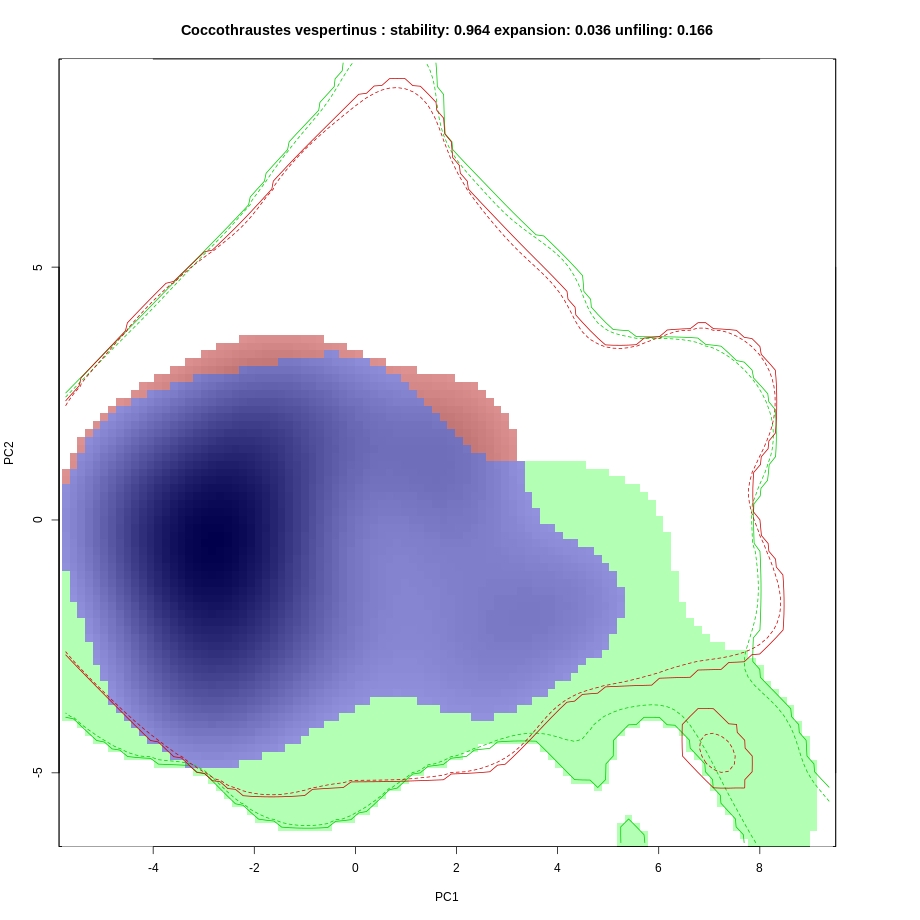 Coccothraustes vespertinus : stability: 0.964 expansion: 0.036 unfiling: 0.166
5
0
-5
PC2
-4 -2 0 2 4 6 8
PC1